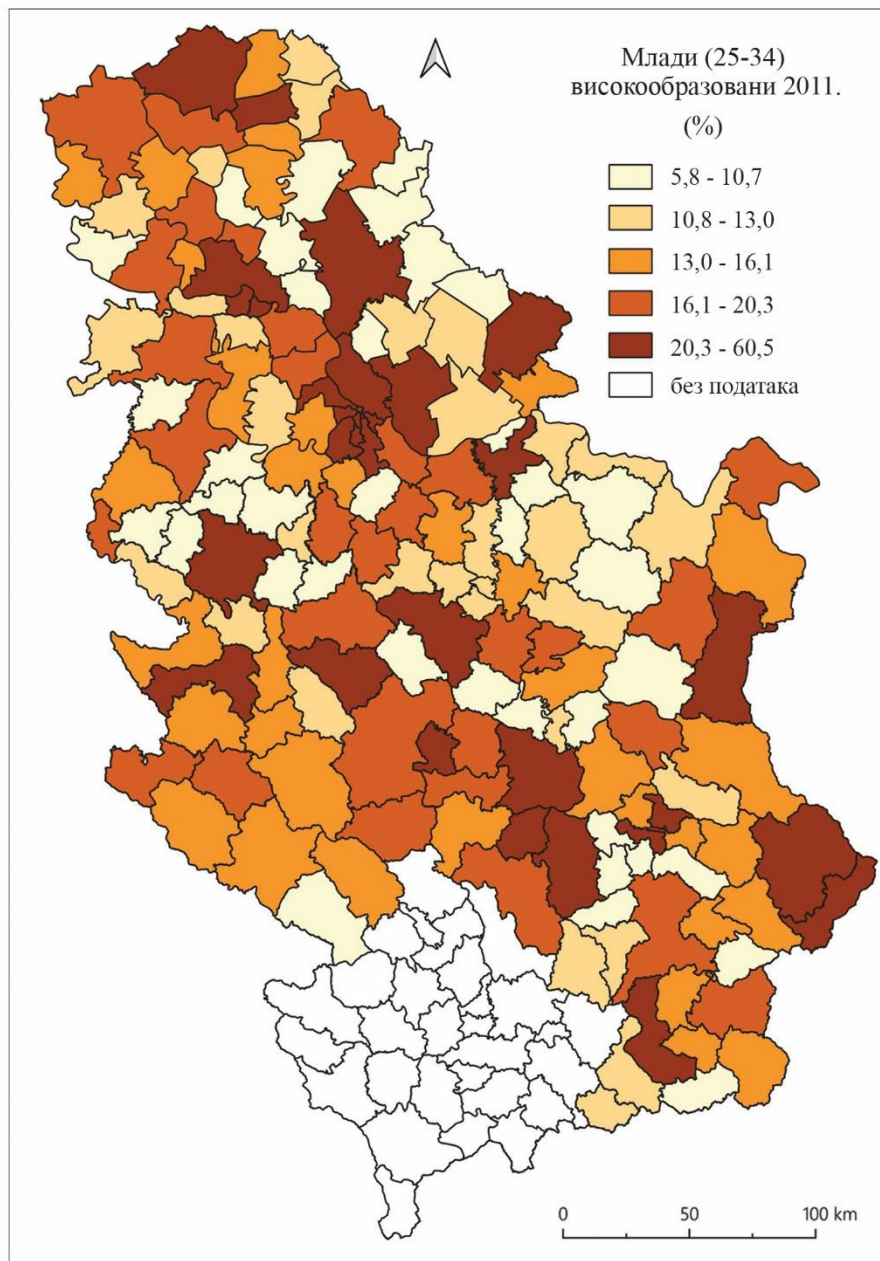 Млади (25-34)
високообразовани 2011.
(%)
5,8 - 10,7
10,8 - 13,0
13,0 - 16,1
16,1 - 20,3
20,3 - 60,5
без података
0 50 100 km